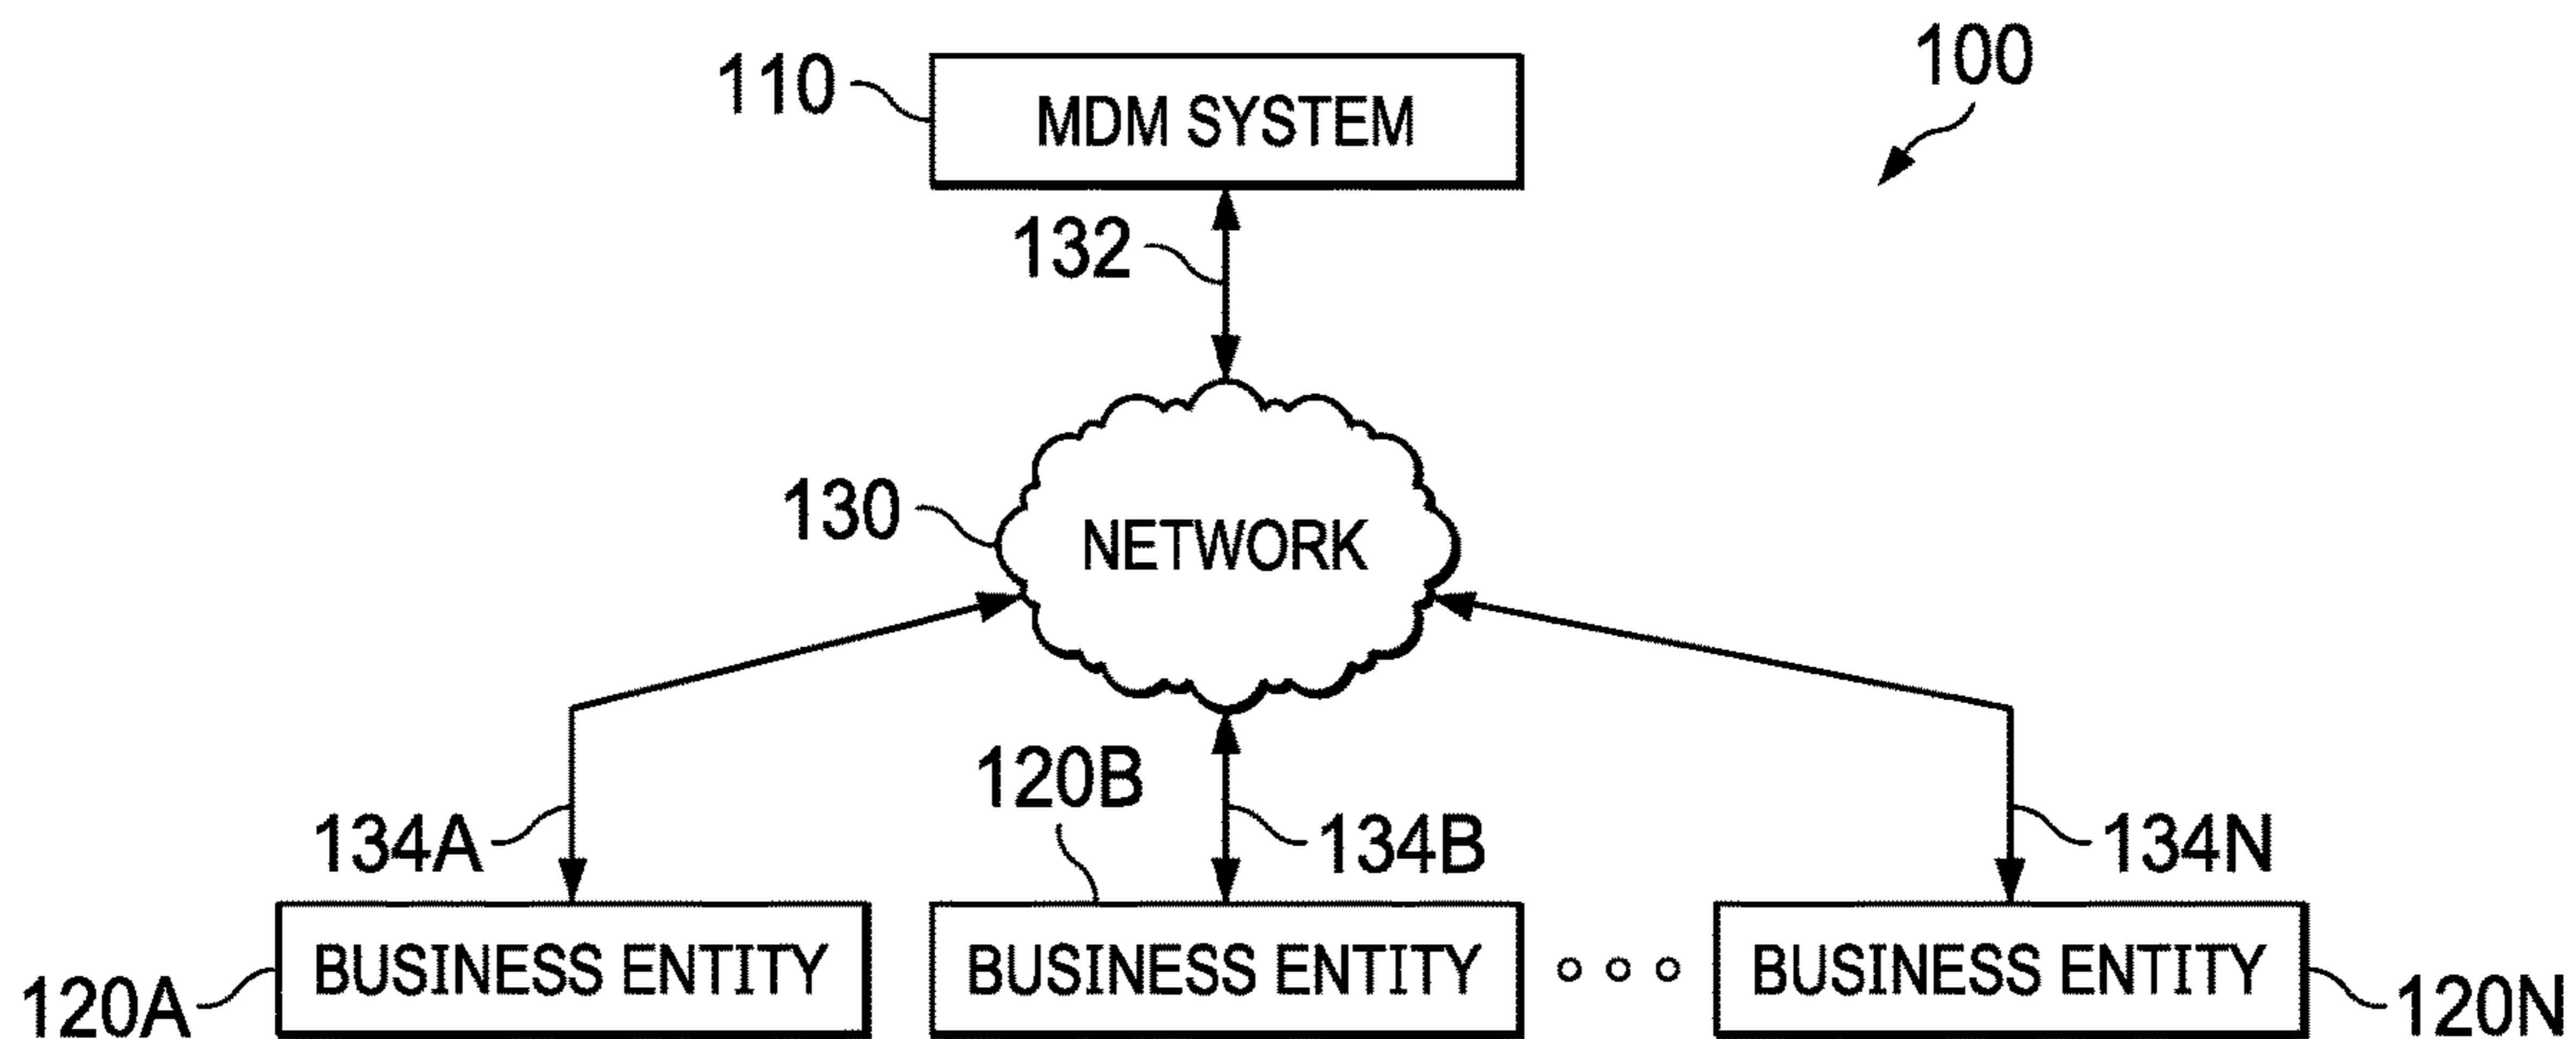 100
110
MDM SYSTEM
132
130
NETWORK
120B
134A
134B
134N
BUSINESS ENTITY
BUSINESS ENTITY
BUSINESS ENTITY
120A
120N